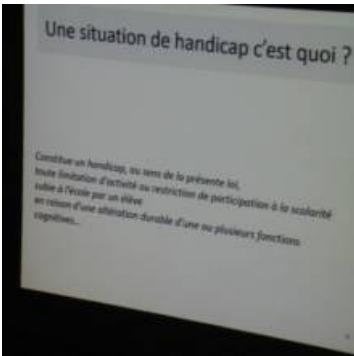 Une situation de handicap c'est quoi ?
Constitue un handicap, au sens de la présente loi,
toute limitation d'activité ou restriction de participation à la scolarité
subie à l'école par un élève
en raison d'une altération durable d'une ou plusieurs fonctions
cognitives...